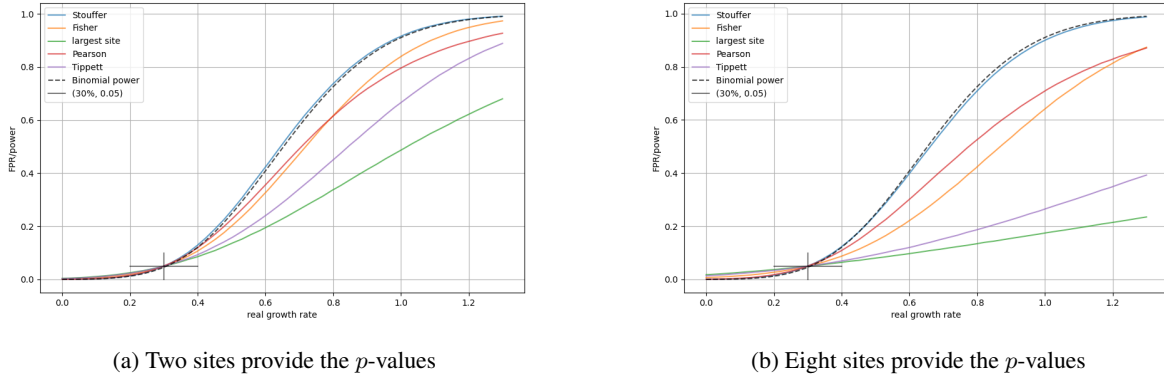 Stouffer
Fisher
largest site
Pearson
Tippett
Binomial power
(30%, 0.05)
1.0
0.8
0.6
0.4
0.2
0.0
FPR/power
0.0 0.2 0.4 0.6 0.8 1.0 1.2
real growth rate
(a) Two sites provide the p-values
Stouffer
Fisher
largest site
Pearson
Tippett
Binomial power
(30%, 0.05)
1.0
0.8
0.6
0.4
0.2
0.0
FPR/power
0.0 0.2 0.4 0.6 0.8 1.0 1.2
real growth rate
(b) Eight sites provide the p-values